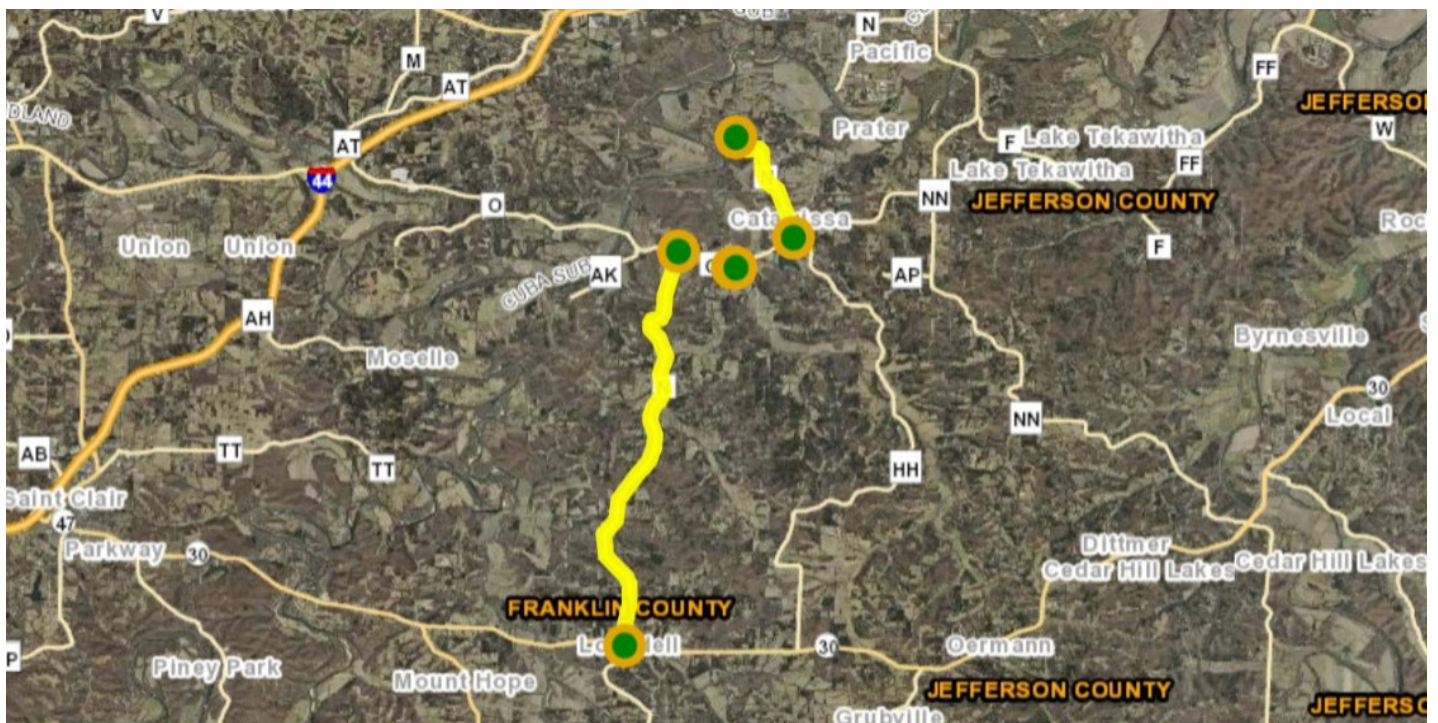 V
N
M
Pacific
AT
FF
JEFFERSON
DLAND
Prater
W
AT
F
Lake Tekawitha
FF
44
N
Lake Tekawitha
O
NN
JEFFERSON COUNTY
Union
Union
F
CUBA SUB
AK
AP
AH
Byrnesville
Moselle
30
Local
NN
AB
TT
TT
HH
Saint Clair
47
Parkway
30
Dittmer
Cedar Hill Lakes
Cedar Hill Lakes
FRANKLIN COUNTY
30
Oermann
P
Piney Park
Mount Hope
JEFFERSON COUNTY
Grubville
JEFFERSO